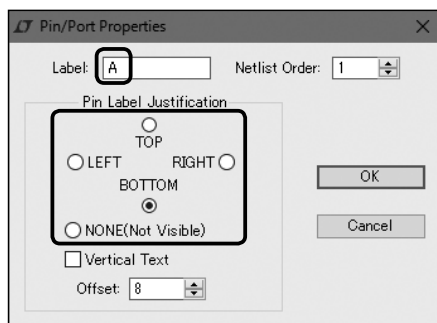 Pin/Port Properties
Label: A Netlist Order: 1
Pin Label Justification
TOP
LEFT RIGHT
BOTTOM
NONE(Not Visible)
Vertical Text
Offset: 8
OK
Cancel